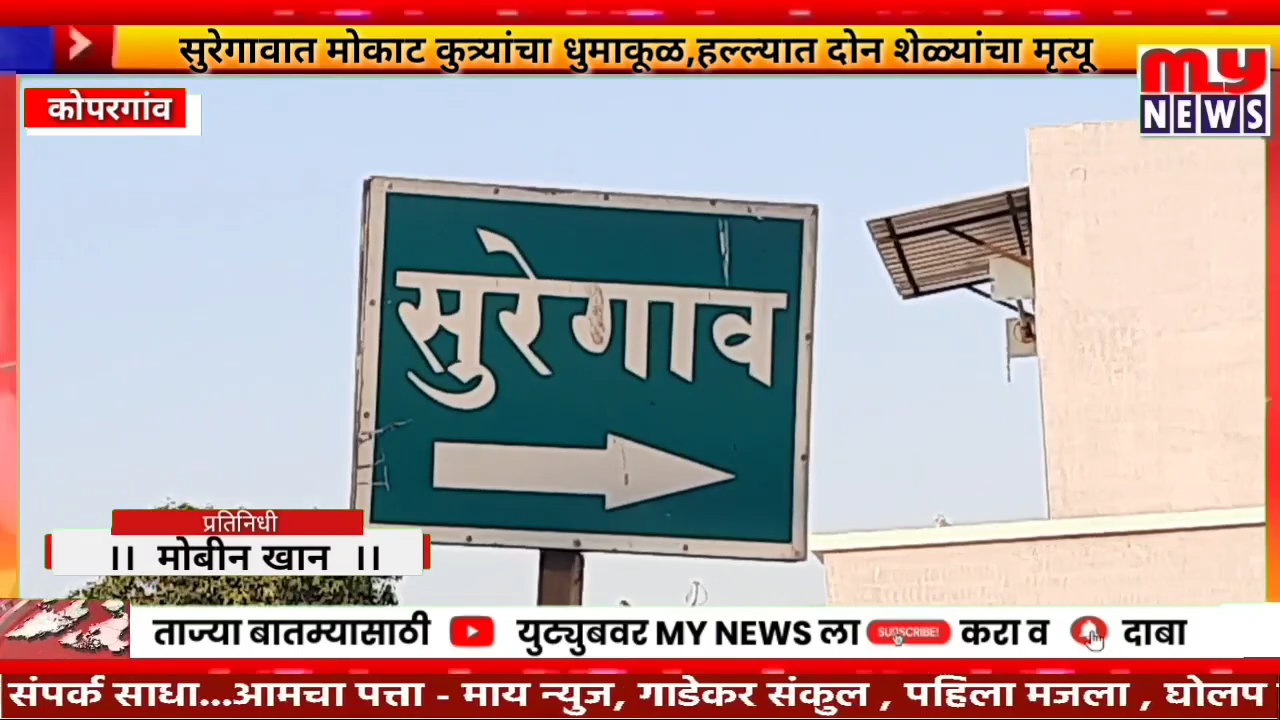 सुरेगावात मोकाट कुत्र्यांचा धुमाकूळ,हल्ल्यात दोन शेळ्यांचा मृत्यू
my
NEWS
कोपरगांव
सुरेगाव
प्रतिनिधी
।। मोबीन खान ।।
ताज्या बातम्यासाठी युट्युबवर MY NEWS ला SUBSCRIBE! करा व दाबा
संपर्क साधा...आमचा पत्ता - माय न्युज, गाडेकर संकुल , पहिला मजला , घोलप